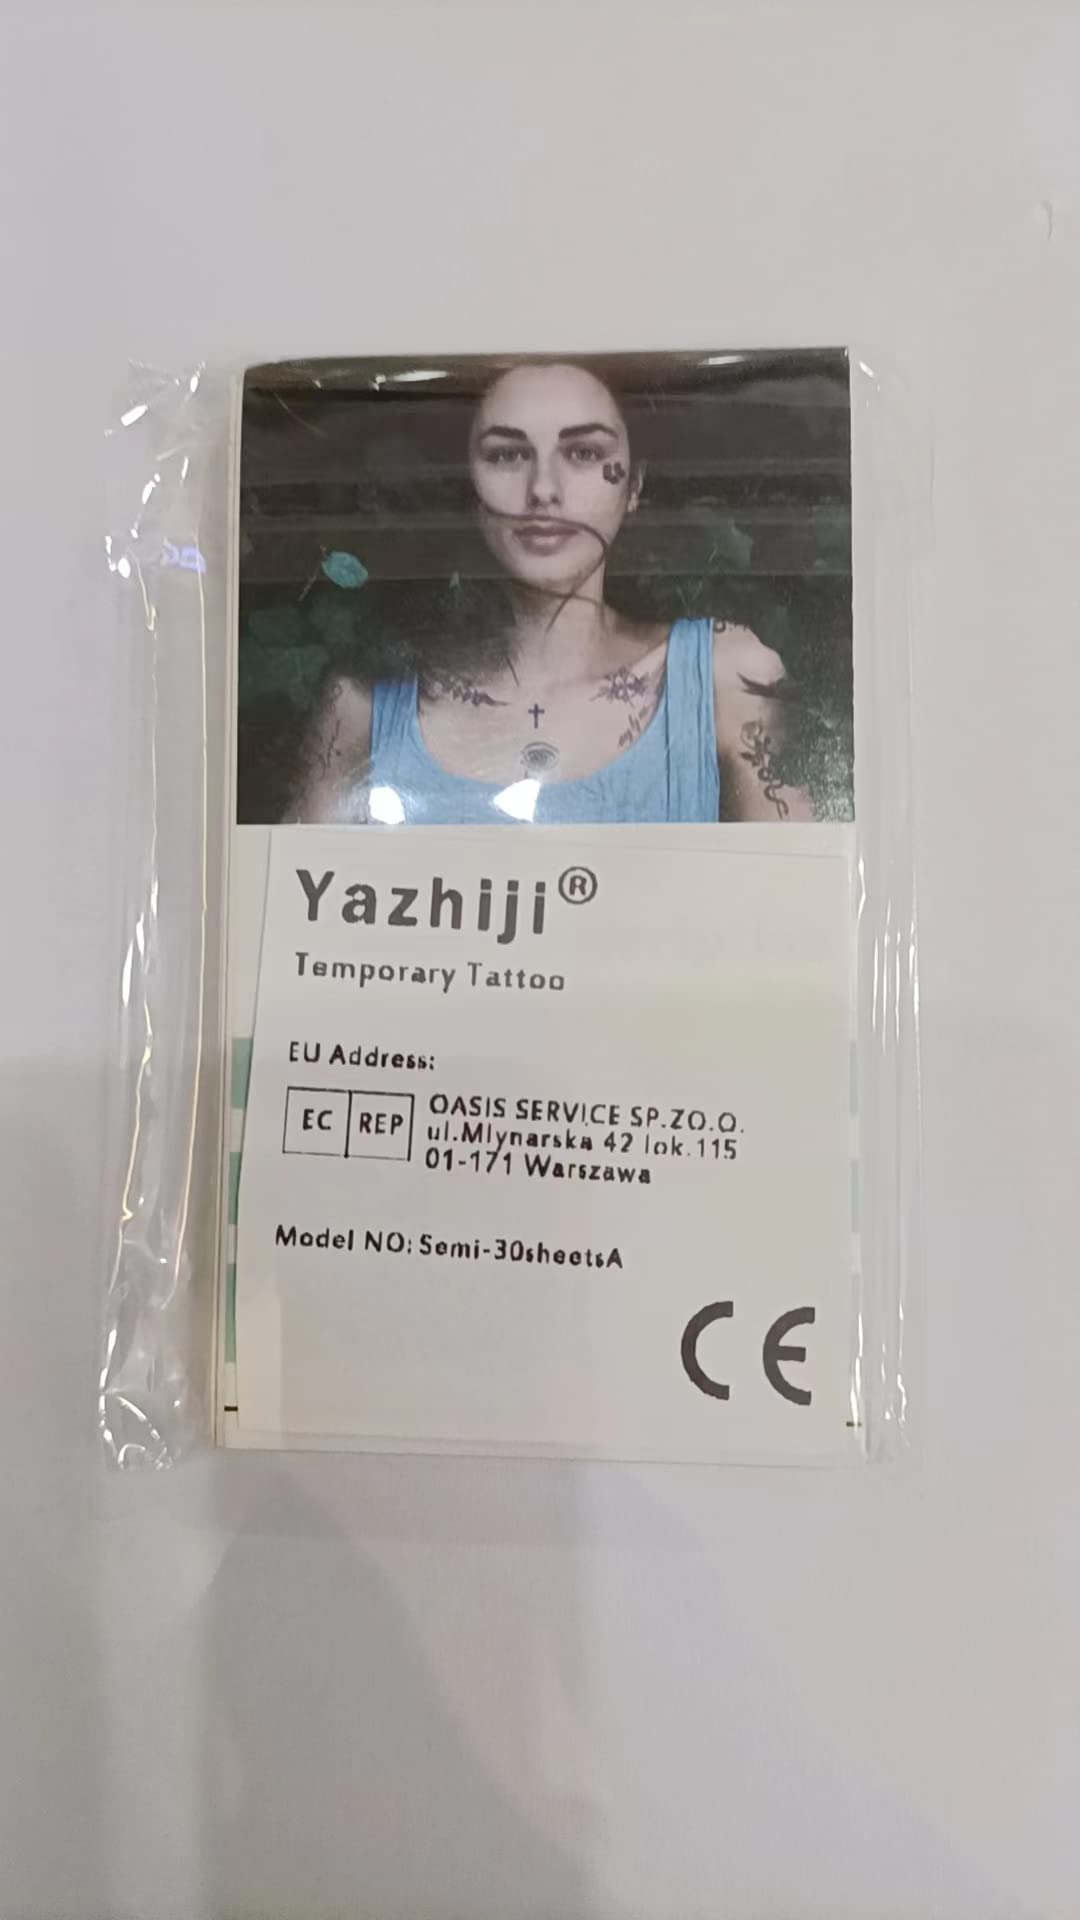 Yazhiji®
Temporary Tattoo
EU Address:
EC REP
OASIS SERVICE SP.ZO.O.
ul.Mlynarska 42 lok.115
01-171 Warszawa
Model NO: Semi-30sheetsA
CE